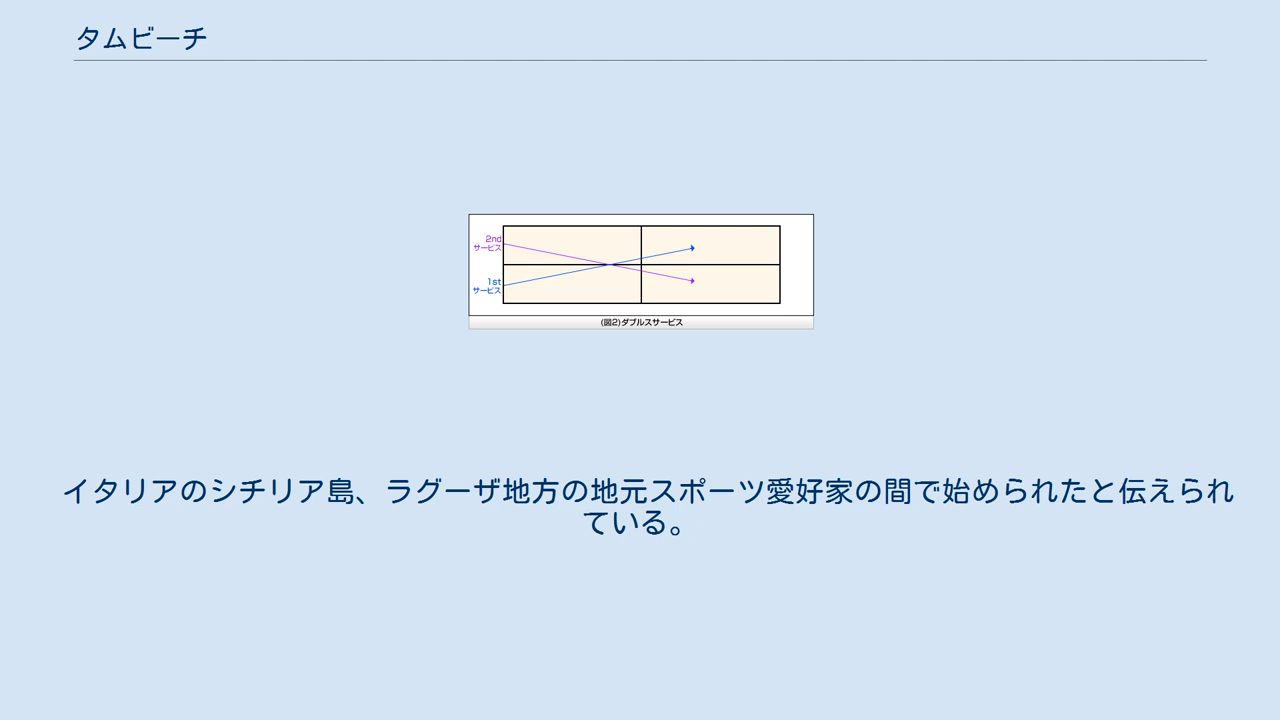 タムビーチ
2nd
サービス
1st
サービス
(図2)ダブルスサービス
イタリアのシチリア島、ラグーザ地方の地元スポーツ愛好家の間で始められたと伝えられ
ている。